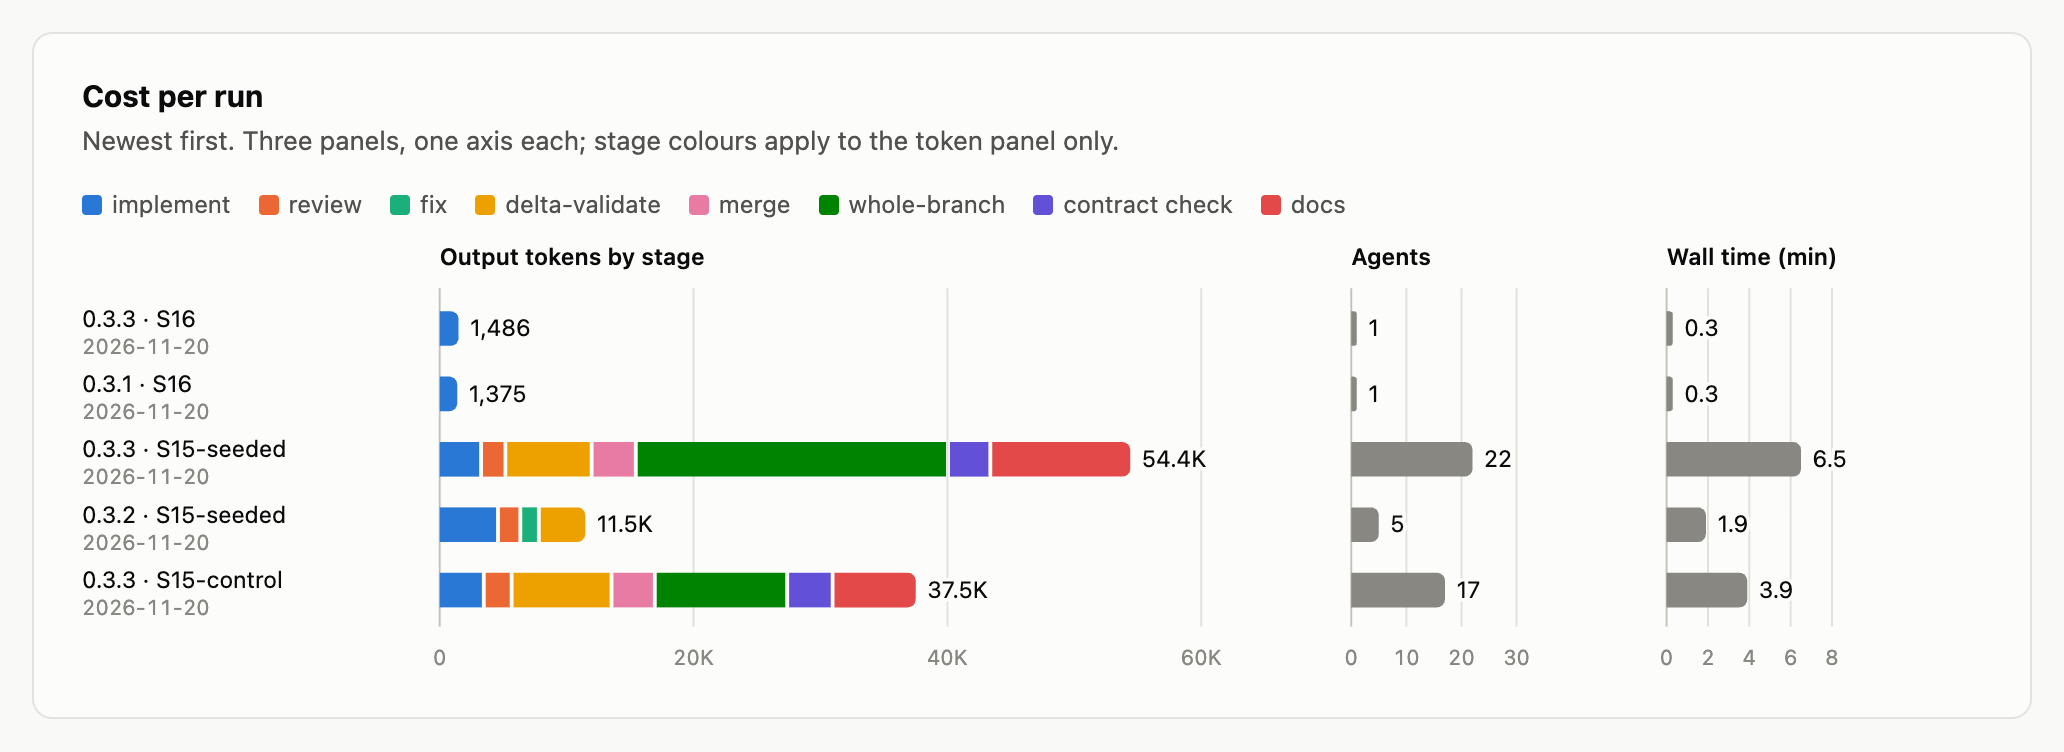 Cost per run
Newest first. Three panels, one axis each; stage colours apply to the token panel only.
implement review fix delta-validate merge whole-branch contract check docs
Output tokens by stage Agents Wall time (min)
0.3.3 · S16
2026-11-20
1,486 1 0.3
0.3.1 · S16
2026-11-20
1,375 1 0.3
0.3.3 · S15-seeded
2026-11-20
54.4K 22 6.5
0.3.2 · S15-seeded
2026-11-20
11.5K 5 1.9
0.3.3 · S15-control
2026-11-20
37.5K 17 3.9
0 20K 40K 60K 0 10 20 30 0 2 4 6 8